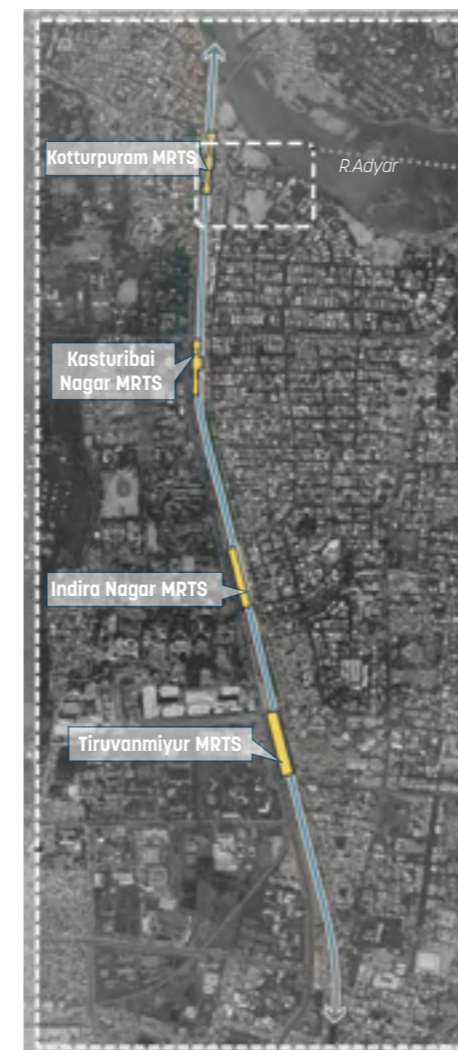 Kotturpuram MRTS
R.Adyar
Kasturibai
Nagar MRTS
Indira Nagar MRTS
Tiruvanmiyur MRTS